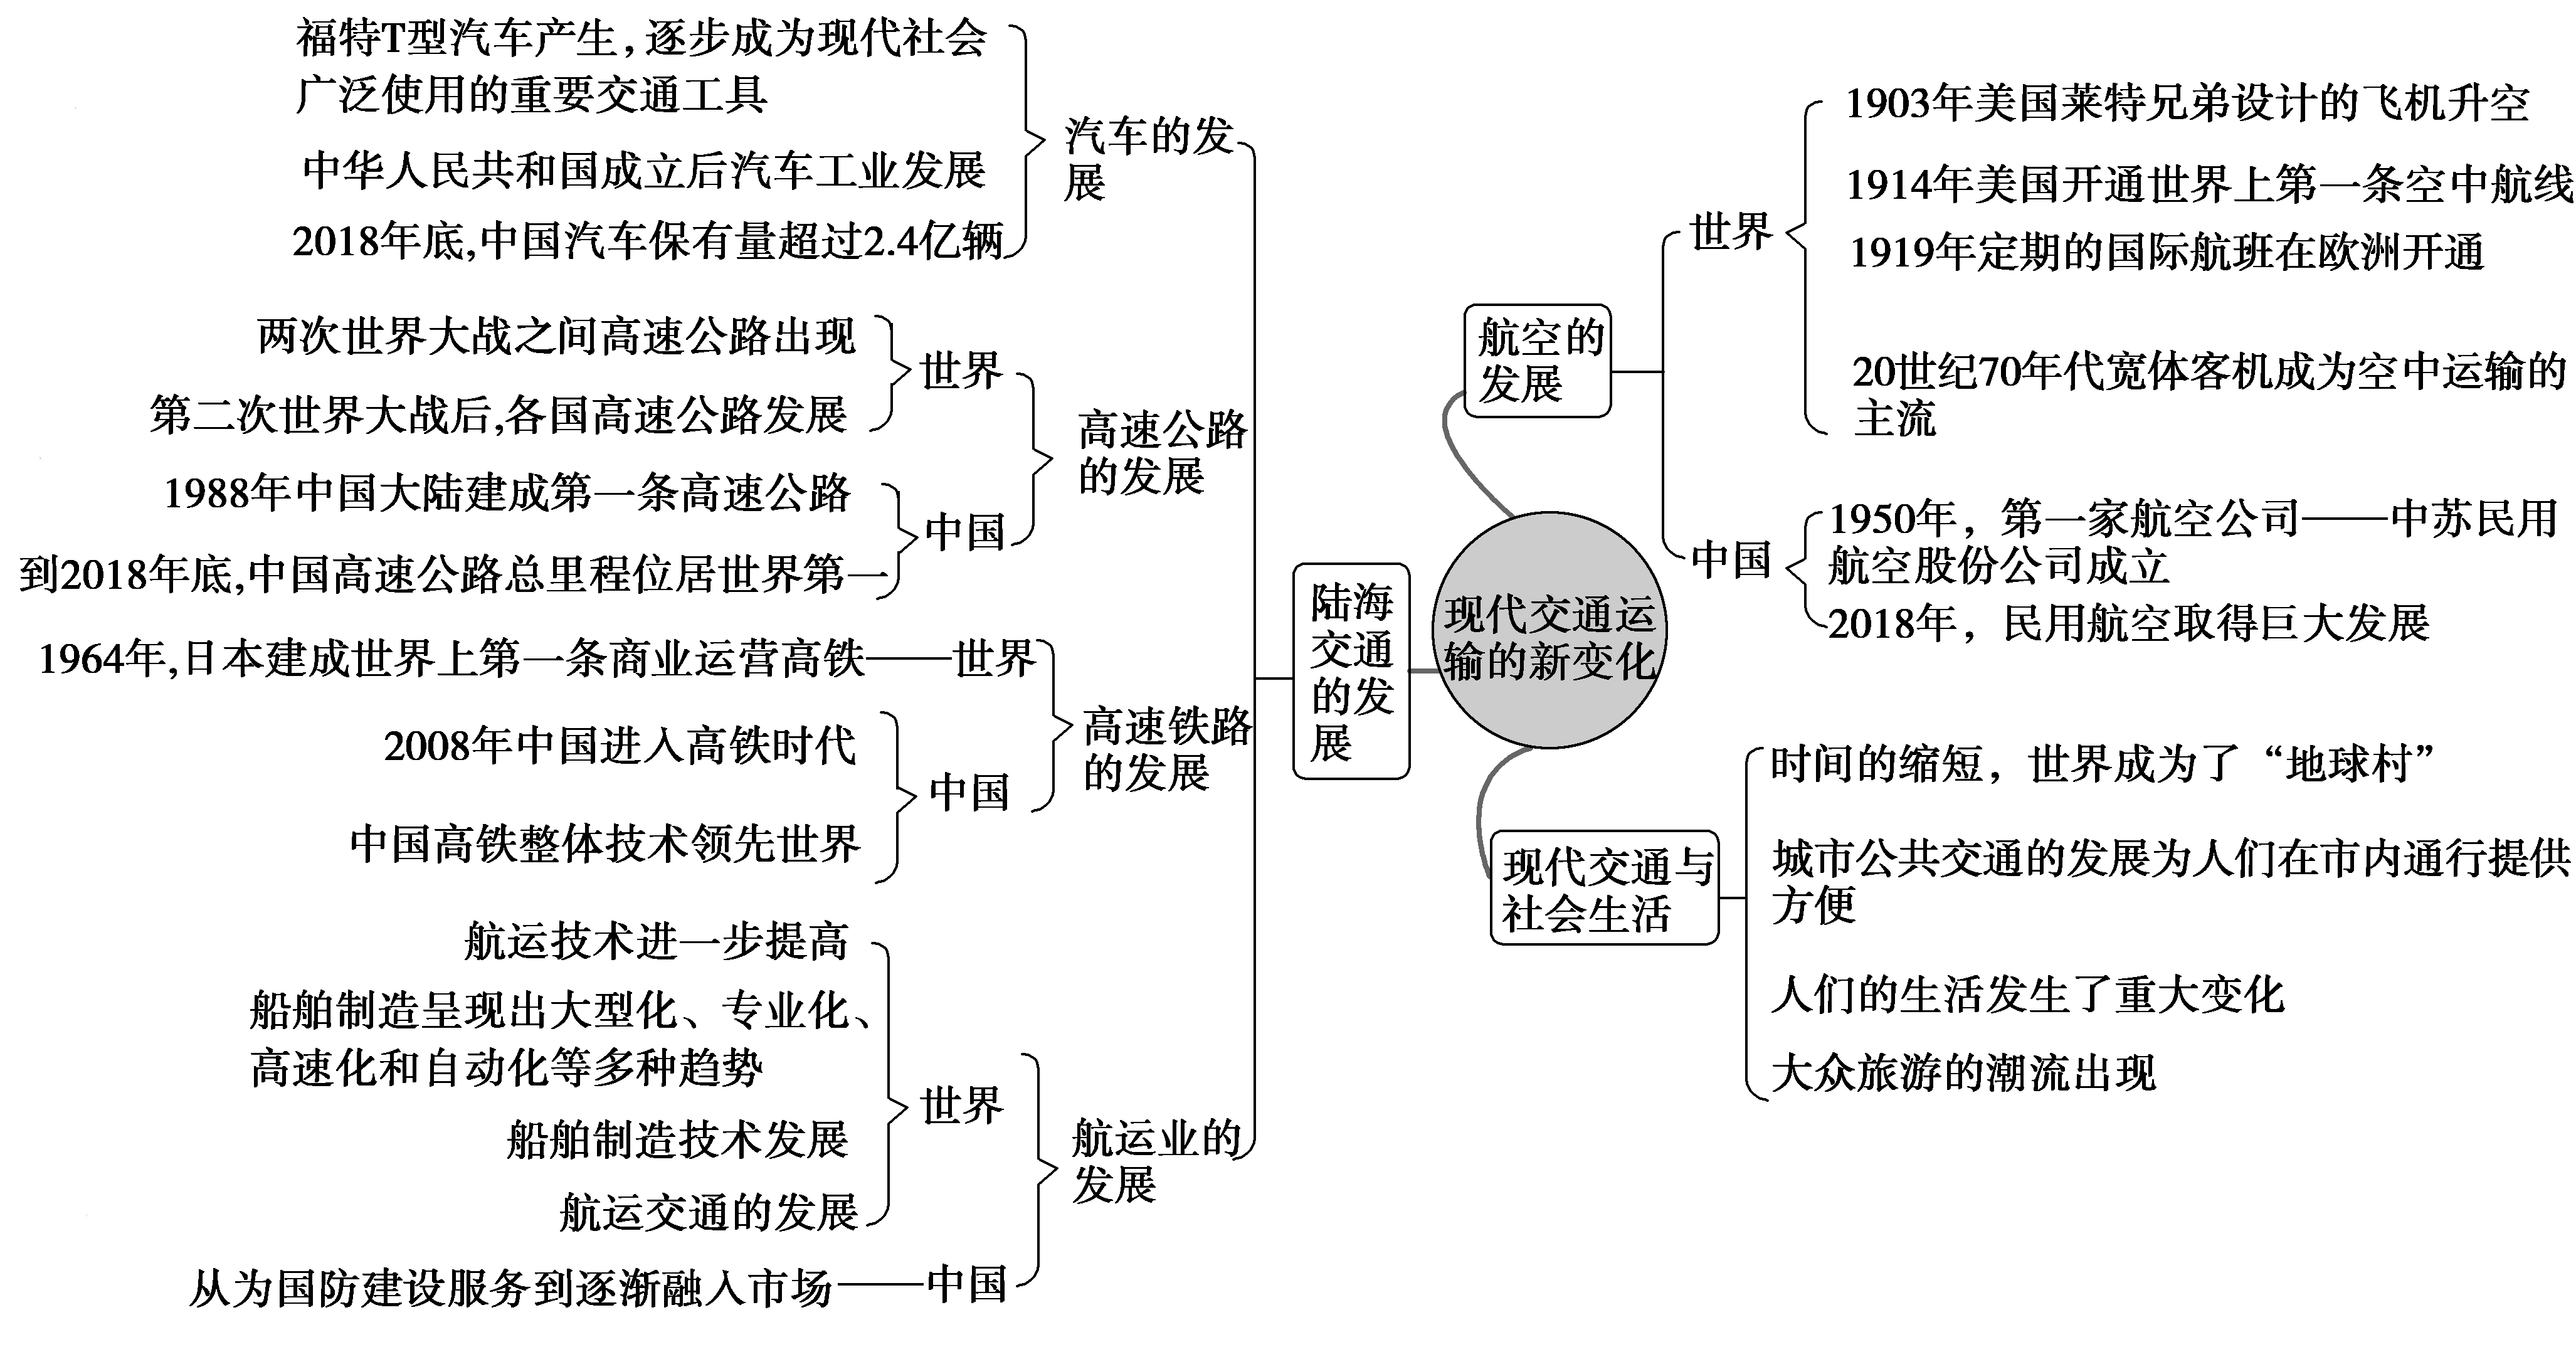 福特T型汽车产生，逐步成为现代社会
广泛使用的重要交通工具
中华人民共和国成立后汽车工业发展
2018年底,中国汽车保有量超过2.4亿辆
汽车的发
展
两次世界大战之间高速公路出现
第二次世界大战后,各国高速公路发展
世界
1988年中国大陆建成第一条高速公路
到2018年底,中国高速公路总里程位居世界第一
中国
高速公路
的发展
1964年,日本建成世界上第一条商业运营高铁——世界
2008年中国进入高铁时代
中国高铁整体技术领先世界
中国
高速铁路
的发展
航运技术进一步提高
船舶制造呈现出大型化、专业化、
高速化和自动化等多种趋势
船舶制造技术发展
航运交通的发展
世界
从为国防建设服务到逐渐融入市场——中国
航运业的
发展
陆海
交通
的发
展
现代交通运
输的新变化
航空的
发展
世界
1903年美国莱特兄弟设计的飞机升空
1914年美国开通世界上第一条空中航线
1919年定期的国际航班在欧洲开通
20世纪70年代宽体客机成为空中运输的
主流
中国
1950年，第一家航空公司——中苏民用
航空股份公司成立
2018年，民用航空取得巨大发展
现代交通与
社会生活
时间的缩短，世界成为了“地球村”
城市公共交通的发展为人们在市内通行提供
方便
人们的生活发生了重大变化
大众旅游的潮流出现